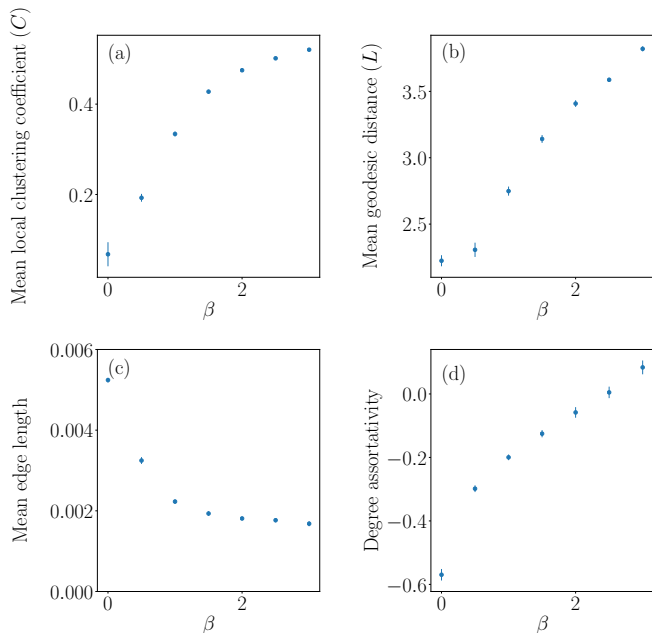 Mean local clustering coefficient (C)
(a)
0.4
0.2
0
2
β
Mean geodesic distance (L)
(b)
3.5
3.0
2.5
0
2
β
Mean edge length
(c)
0.006
0.004
0.002
0.000
0
2
β
Degree assortativity
(d)
0.0
−0.2
−0.4
−0.6
0
2
β